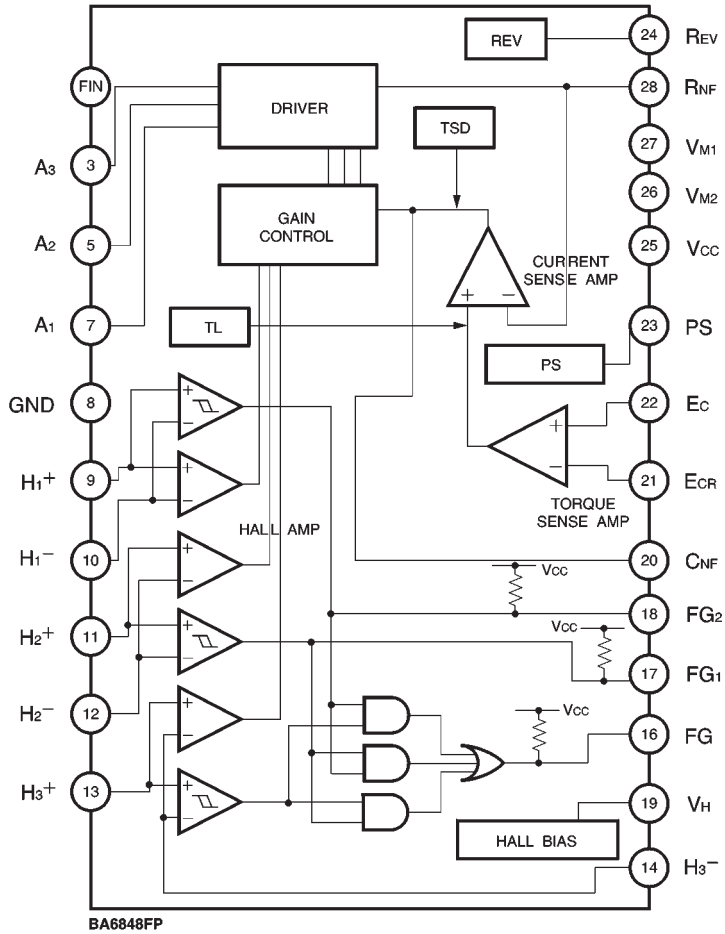 REV
24
REV
FIN
DRIVER
28
RNF
TSD
27
VM1
A3
3
26
VM2
GAIN
CONTROL
A2
5
25
VCC
CURRENT
SENSE AMP
+
−
A1
7
TL
23
PS
PS
GND
8
+
−
22
EC
+
−
H1+
9
+
−
21
ECR
TORQUE
SENSE AMP
HALL AMP
H1−
10
+
−
20
CNF
VCC
18
FG2
H2+
11
+
−
VCC
17
FG1
H2−
12
+
−
VCC
16
FG
H3+
13
+
−
19
VH
HALL BIAS
14
H3−
BA6848FP